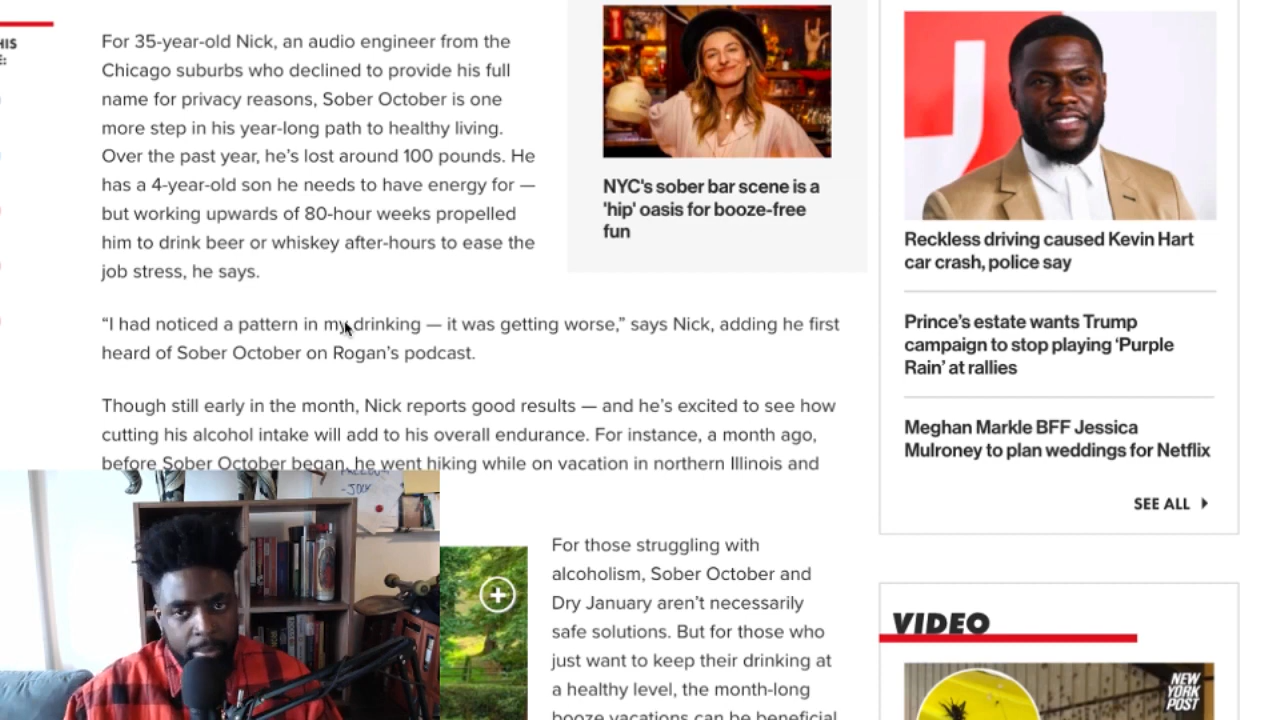 HIS
E:
For 35-year-old Nick, an audio engineer from the
Chicago suburbs who declined to provide his full
name for privacy reasons, Sober October is one
more step in his year-long path to healthy living.
Over the past year, he’s lost around 100 pounds. He
has a 4-year-old son he needs to have energy for —
but working upwards of 80-hour weeks propelled
him to drink beer or whiskey after-hours to ease the
job stress, he says.
“I had noticed a pattern in my drinking — it was getting worse,” says Nick, adding he first
heard of Sober October on Rogan’s podcast.
Though still early in the month, Nick reports good results — and he’s excited to see how
cutting his alcohol intake will add to his overall endurance. For instance, a month ago,
before Sober October began, he went hiking while on vacation in northern Illinois and
For those struggling with
alcoholism, Sober October and
Dry January aren’t necessarily
safe solutions. But for those who
just want to keep their drinking at
a healthy level, the month-long
booze vacations can be beneficial
NYC's sober bar scene is a
'hip' oasis for booze-free
fun
Reckless driving caused Kevin Hart
car crash, police say
Prince’s estate wants Trump
campaign to stop playing ‘Purple
Rain’ at rallies
Meghan Markle BFF Jessica
Mulroney to plan weddings for Netflix
SEE ALL
VIDEO
NEW
YORK
POST